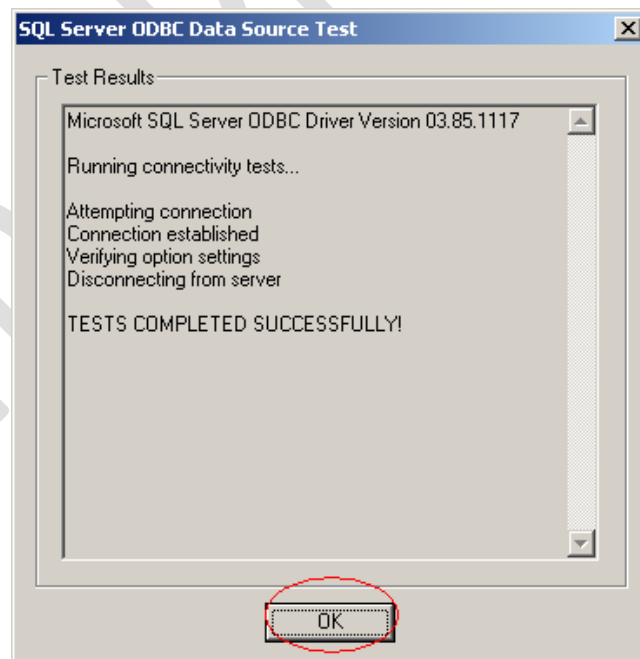 SQL Server ODBC Data Source Test
Test Results
Microsoft SQL Server ODBC Driver Version 03.85.1117
Running connectivity tests...
Attempting connection
Connection established
Verifying option settings
Disconnecting from server
TESTS COMPLETED SUCCESSFULLY!
OK